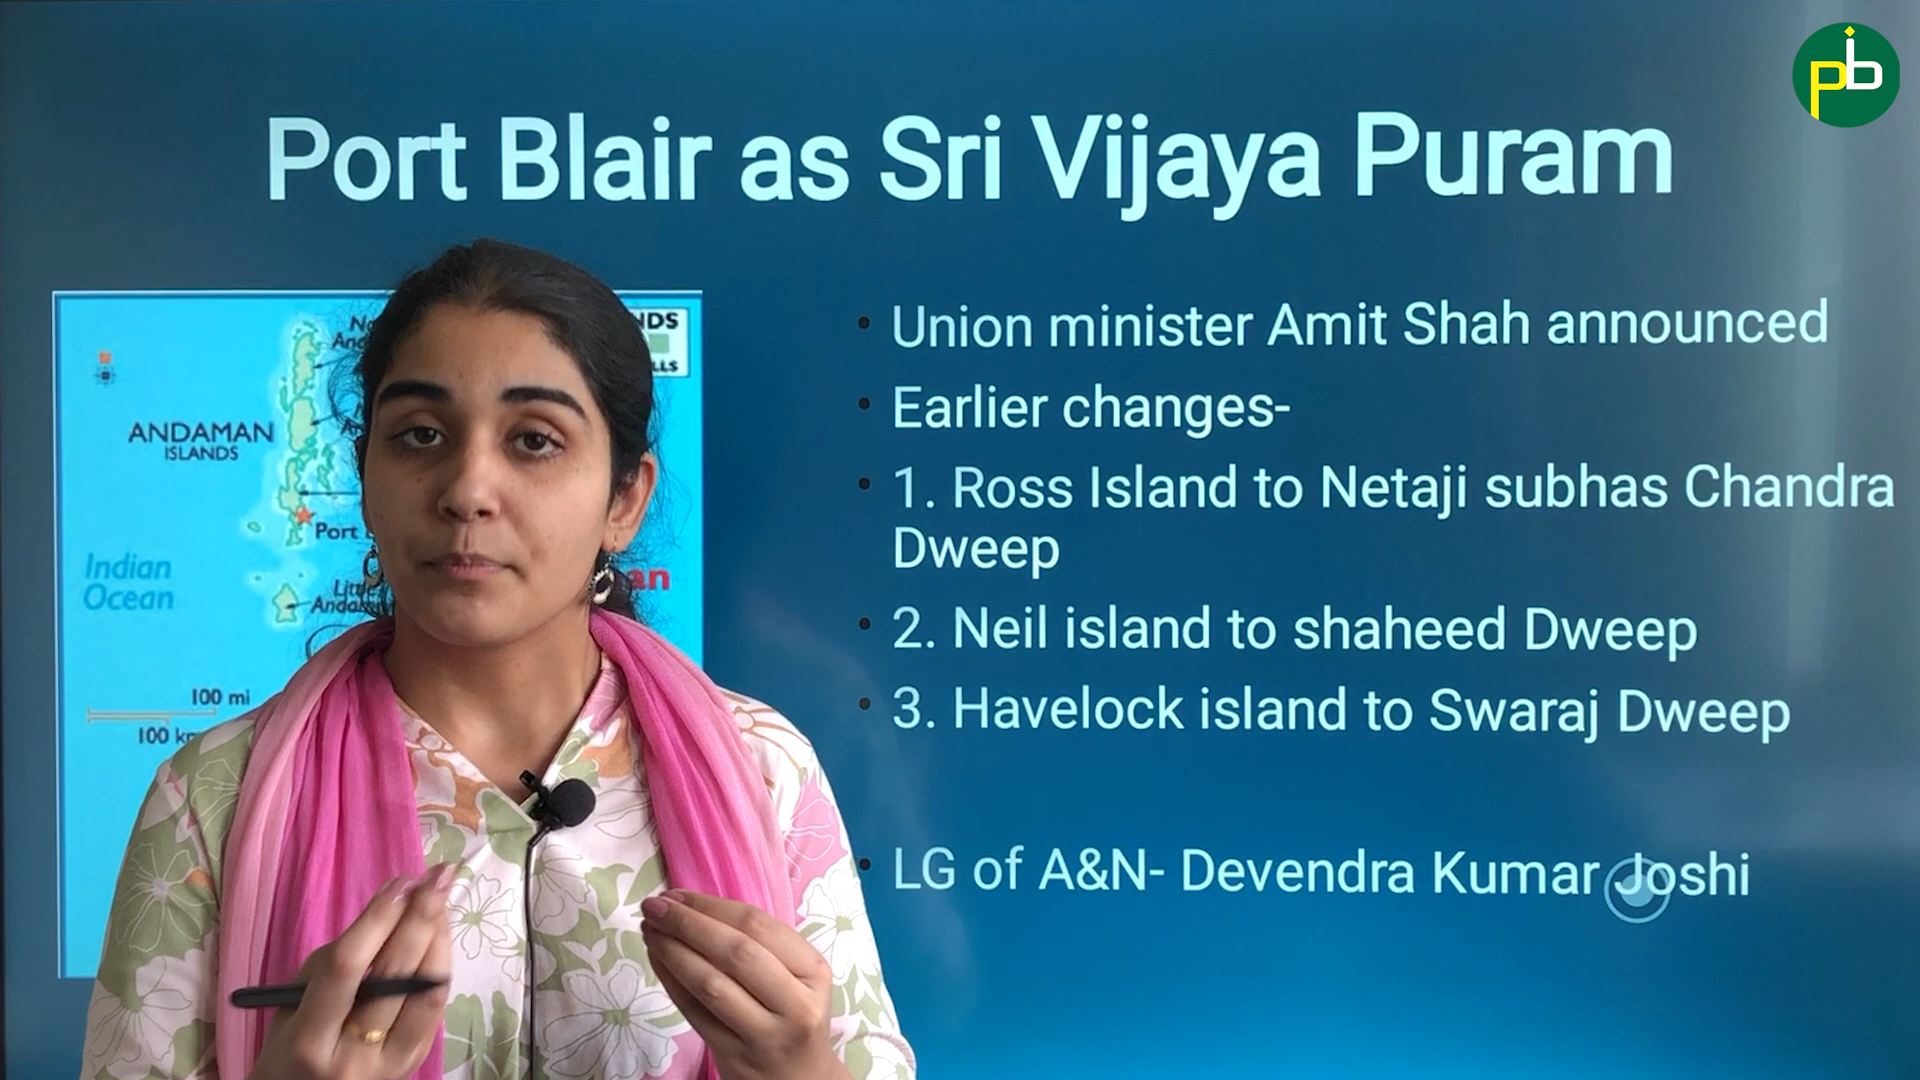 pib
Port Blair as Sri Vijaya Puram
Union minister Amit Shah announced
Earlier changes-
1. Ross Island to Netaji subhas Chandra
Dweep
2. Neil island to shaheed Dweep
3. Havelock island to Swaraj Dweep
LG of A&N- Devendra Kumar Joshi
ANDAMAN
ISLANDS
Port
Indian
Ocean
Little
100 mi